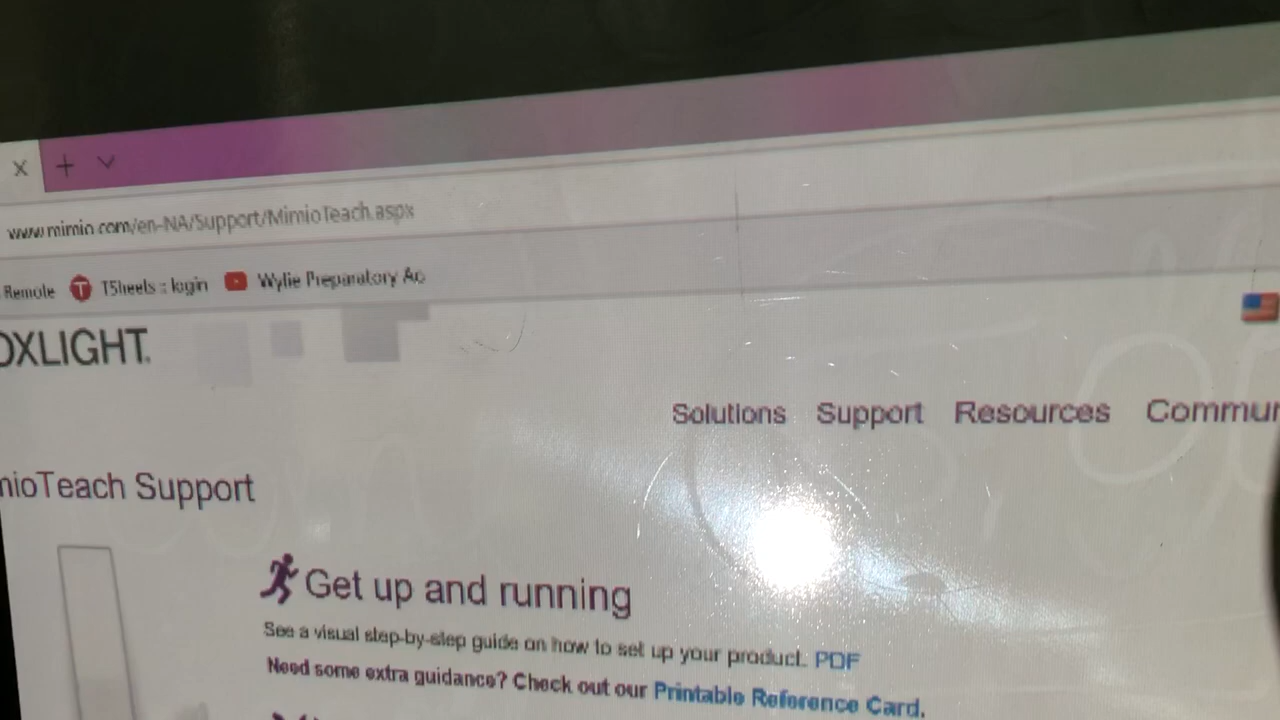 www.mimio.com/en-NA/Support/MimioTeach.aspx
Remote TSheets : login Wylie Preparatory Ac
OXLIGHT.
Solutions Support Resources Commun
mioTeach Support
Get up and running
See a visual step-by-step guide on how to set up your product: PDF
Need some extra guidance? Check out our Printable Reference Card.